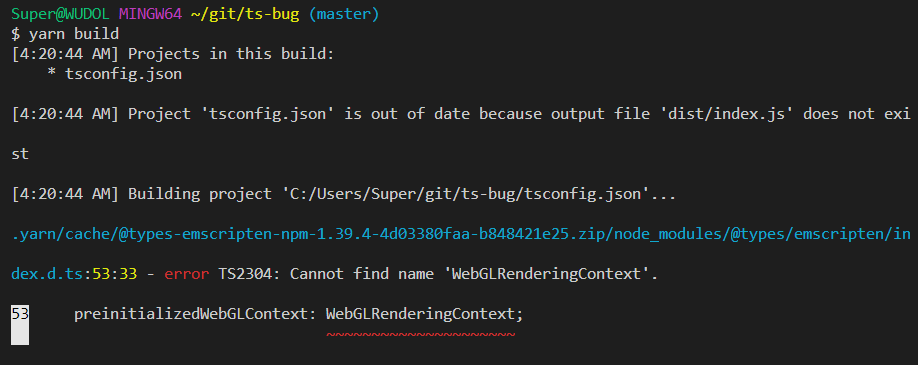 Super@WUDOL MINGW64 ~/git/ts-bug (master)
$ yarn build
[4:20:44 AM] Projects in this build:
    * tsconfig.json
[4:20:44 AM] Project 'tsconfig.json' is out of date because output file 'dist/index.js' does not exi
st
[4:20:44 AM] Building project 'C:/Users/Super/git/ts-bug/tsconfig.json'...
.yarn/cache/@types-emscripten-npm-1.39.4-4d03380faa-b848421e25.zip/node_modules/@types/emscripten/in
dex.d.ts:53:33 - error TS2304: Cannot find name 'WebGLRenderingContext'.
53     preinitializedWebGLContext: WebGLRenderingContext;
                                   ~~~~~~~~~~~~~~~~~~~~~